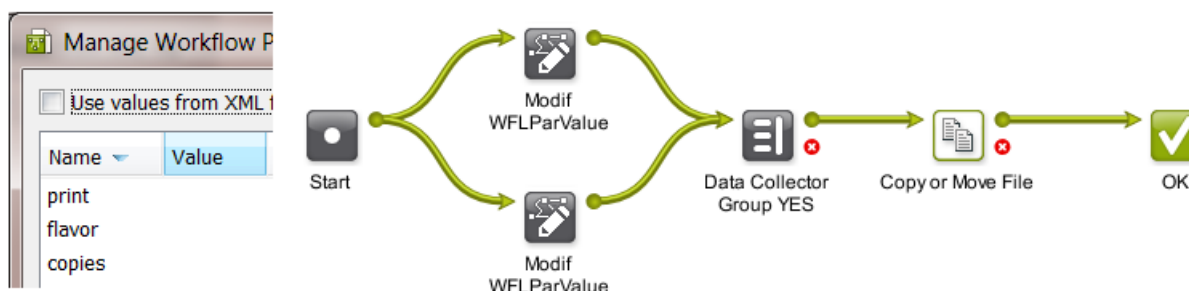 Manage Workflow P
Use values from XML f
Name
Value
print
flavor
copies
Start
Modif
WFLParValue
Modif
WFLParValue
Data Collector
Group YES
Copy or Move File
OK